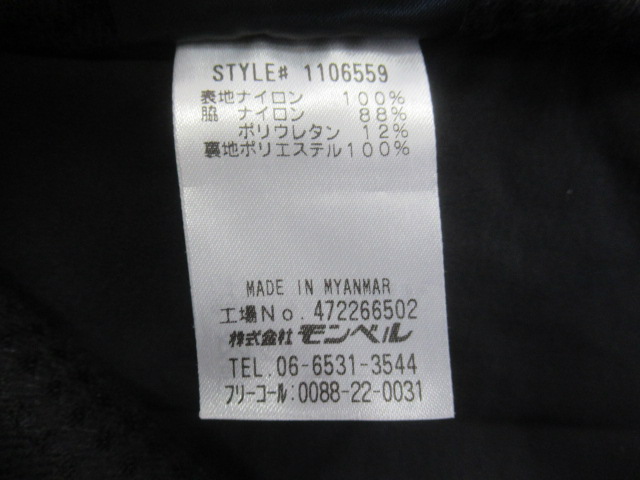 STYLE# 1106559
表地ナイロン 100%
脇 ナイロン 88%
ポリウレタン 12%
裏地ポリエステル100%
MADE IN MYANMAR
工場No. 472266502
株式会社 モンベル
TEL. 06-6531-3544
フリーコール:0088-22-0031